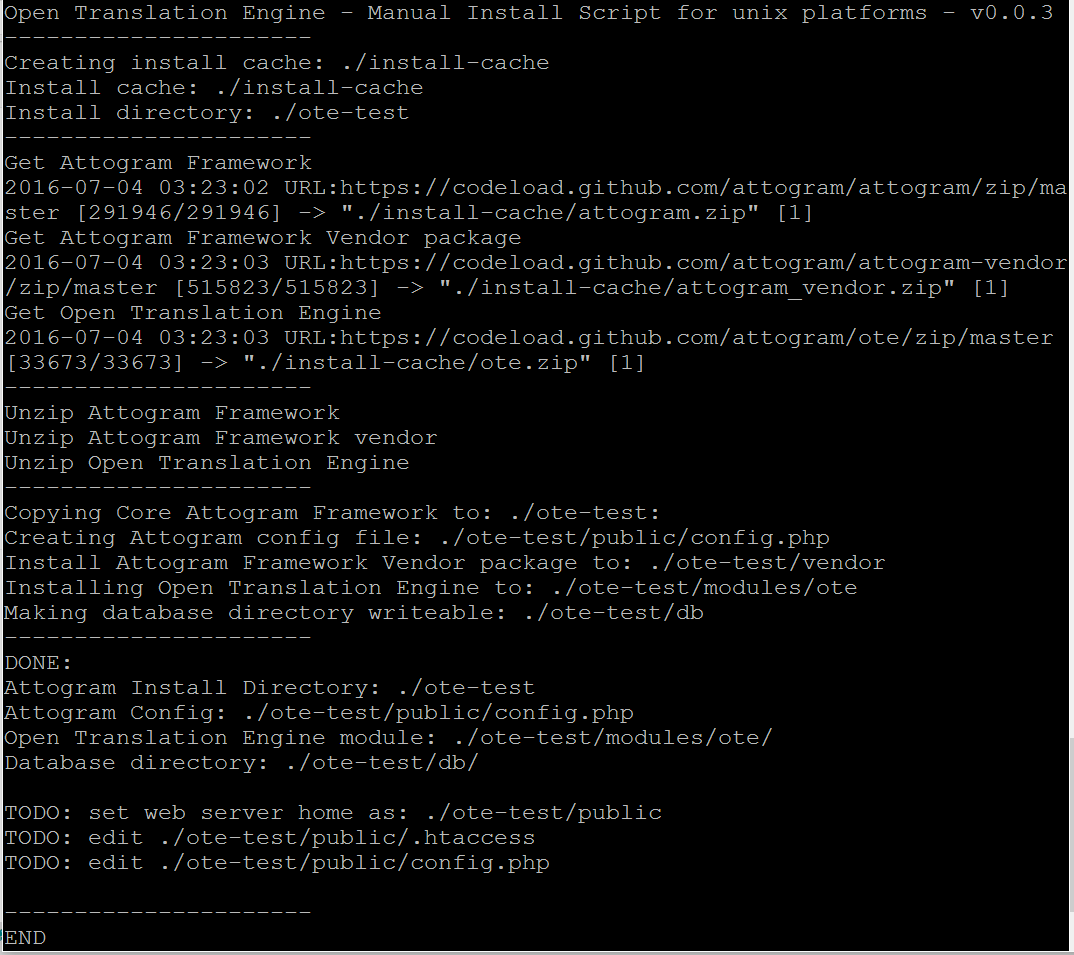 Open Translation Engine - Manual Install Script for unix platforms - v0.0.3
----------------------
Creating install cache: ./install-cache
Install cache: ./install-cache
Install directory: ./ote-test
----------------------
Get Attogram Framework
2016-07-04 03:23:02 URL:https://codeload.github.com/attogram/attogram/zip/ma
ster [291946/291946] -> "./install-cache/attogram.zip" [1]
Get Attogram Framework Vendor package
2016-07-04 03:23:03 URL:https://codeload.github.com/attogram/attogram-vendor
/zip/master [515823/515823] -> "./install-cache/attogram_vendor.zip" [1]
Get Open Translation Engine
2016-07-04 03:23:03 URL:https://codeload.github.com/attogram/ote/zip/master
[33673/33673] -> "./install-cache/ote.zip" [1]
----------------------
Unzip Attogram Framework
Unzip Attogram Framework vendor
Unzip Open Translation Engine
----------------------
Copying Core Attogram Framework to: ./ote-test:
Creating Attogram config file: ./ote-test/public/config.php
Install Attogram Framework Vendor package to: ./ote-test/vendor
Installing Open Translation Engine to: ./ote-test/modules/ote
Making database directory writeable: ./ote-test/db
----------------------
DONE:
Attogram Install Directory: ./ote-test
Attogram Config: ./ote-test/public/config.php
Open Translation Engine module: ./ote-test/modules/ote/
Database directory: ./ote-test/db/

TODO: set web server home as: ./ote-test/public
TODO: edit ./ote-test/public/.htaccess
TODO: edit ./ote-test/public/config.php

----------------------
END